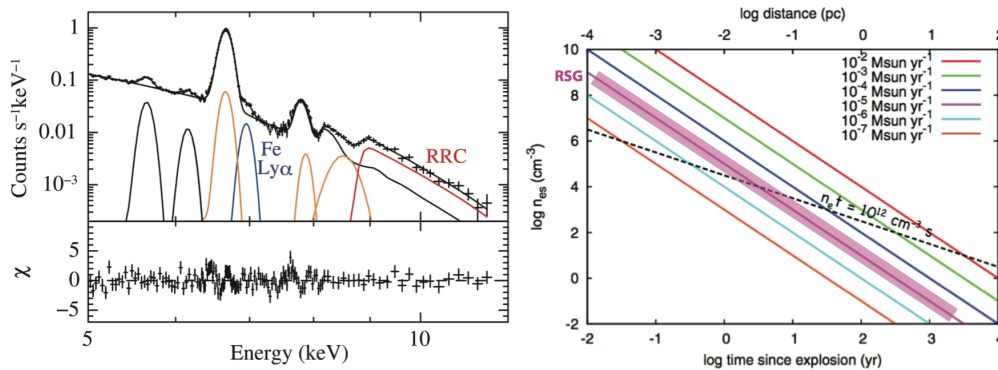 1
0.1
0.01
10⁻³
Counts s⁻¹keV⁻¹
Fe
Lyα
RRC
5
0
−5
χ
5
10
Energy (keV)
log distance (pc)
-4
-3
-2
-1
0
1
2
10
8
6
4
2
0
-2
log n_es (cm⁻³)
RSG
10⁻² Msun yr⁻¹
10⁻³ Msun yr⁻¹
10⁻⁴ Msun yr⁻¹
10⁻⁵ Msun yr⁻¹
10⁻⁶ Msun yr⁻¹
10⁻⁷ Msun yr⁻¹
n_e t = 10¹² cm⁻³ s
-2
-1
0
1
2
3
4
log time since explosion (yr)